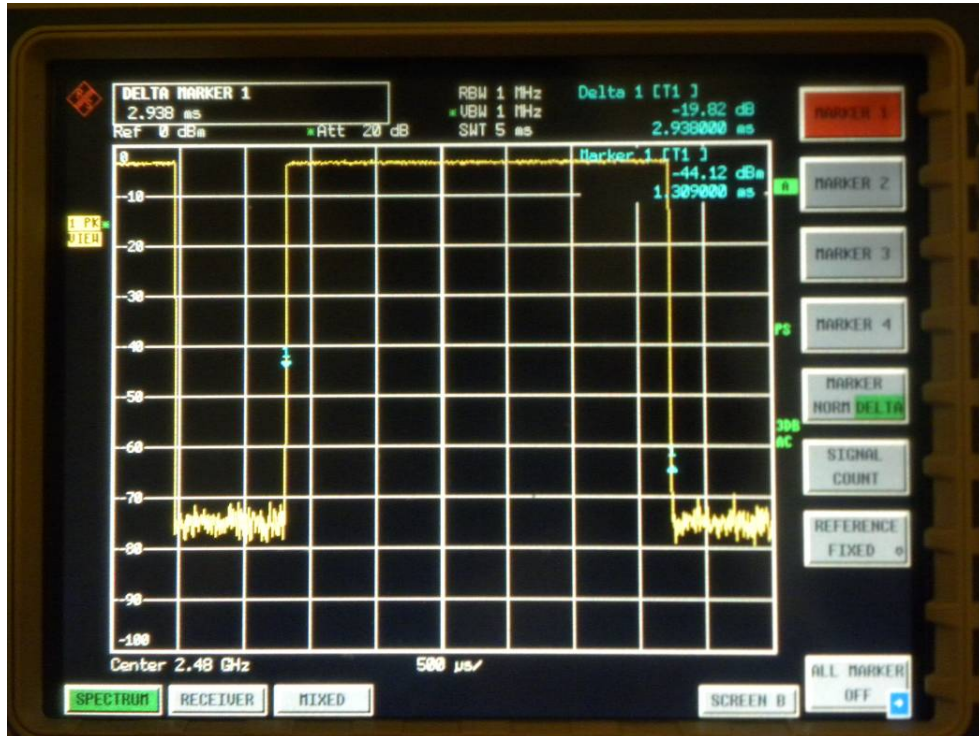 DELTA MARKER 1
2.938 ms
RBW 1 MHz
* VBW 1 MHz
Ref 0 dBm
*Att 20 dB
SWT 5 ms
Delta 1 [T1 ]
-19.82 dB
2.938000 ms
Marker 1 [T1 ]
-44.12 dBm
1.309000 ms
A
1 PK*
VIEW
0
-10
-20
-30
-40
-50
-60
-70
-80
-90
-100
1
1
PS
3DB
AC
Center 2.48 GHz
500 µs/
MARKER 1
MARKER 2
MARKER 3
MARKER 4
MARKER
NORM DELTA
SIGNAL
COUNT
REFERENCE
FIXED
ALL MARKER
OFF
SPECTRUM
RECEIVER
MIXED
SCREEN B